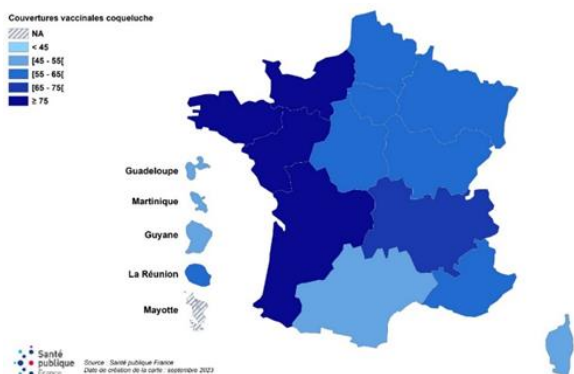 Couvertures vaccinales coqueluche
NA
< 45
[45 - 55[
[55 - 65[
[65 - 75[
≥ 75
Guadeloupe
Martinique
Guyane
La Réunion
Mayotte
Santé
publique
France
Source : Santé publique France
Date de création de la carte : septembre 2023